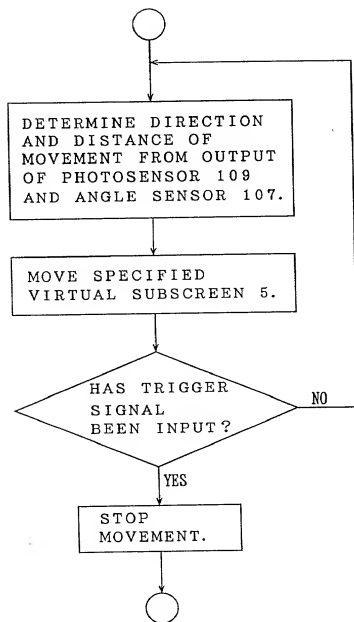 DETERMINE DIRECTION
AND DISTANCE OF
MOVEMENT FROM OUTPUT
OF PHOTOSENSOR 109
AND ANGLE SENSOR 107.
MOVE SPECIFIED
VIRTUAL SUBSCREEN 5.
HAS TRIGGER
SIGNAL
BEEN INPUT?
NO
YES
STOP
MOVEMENT.